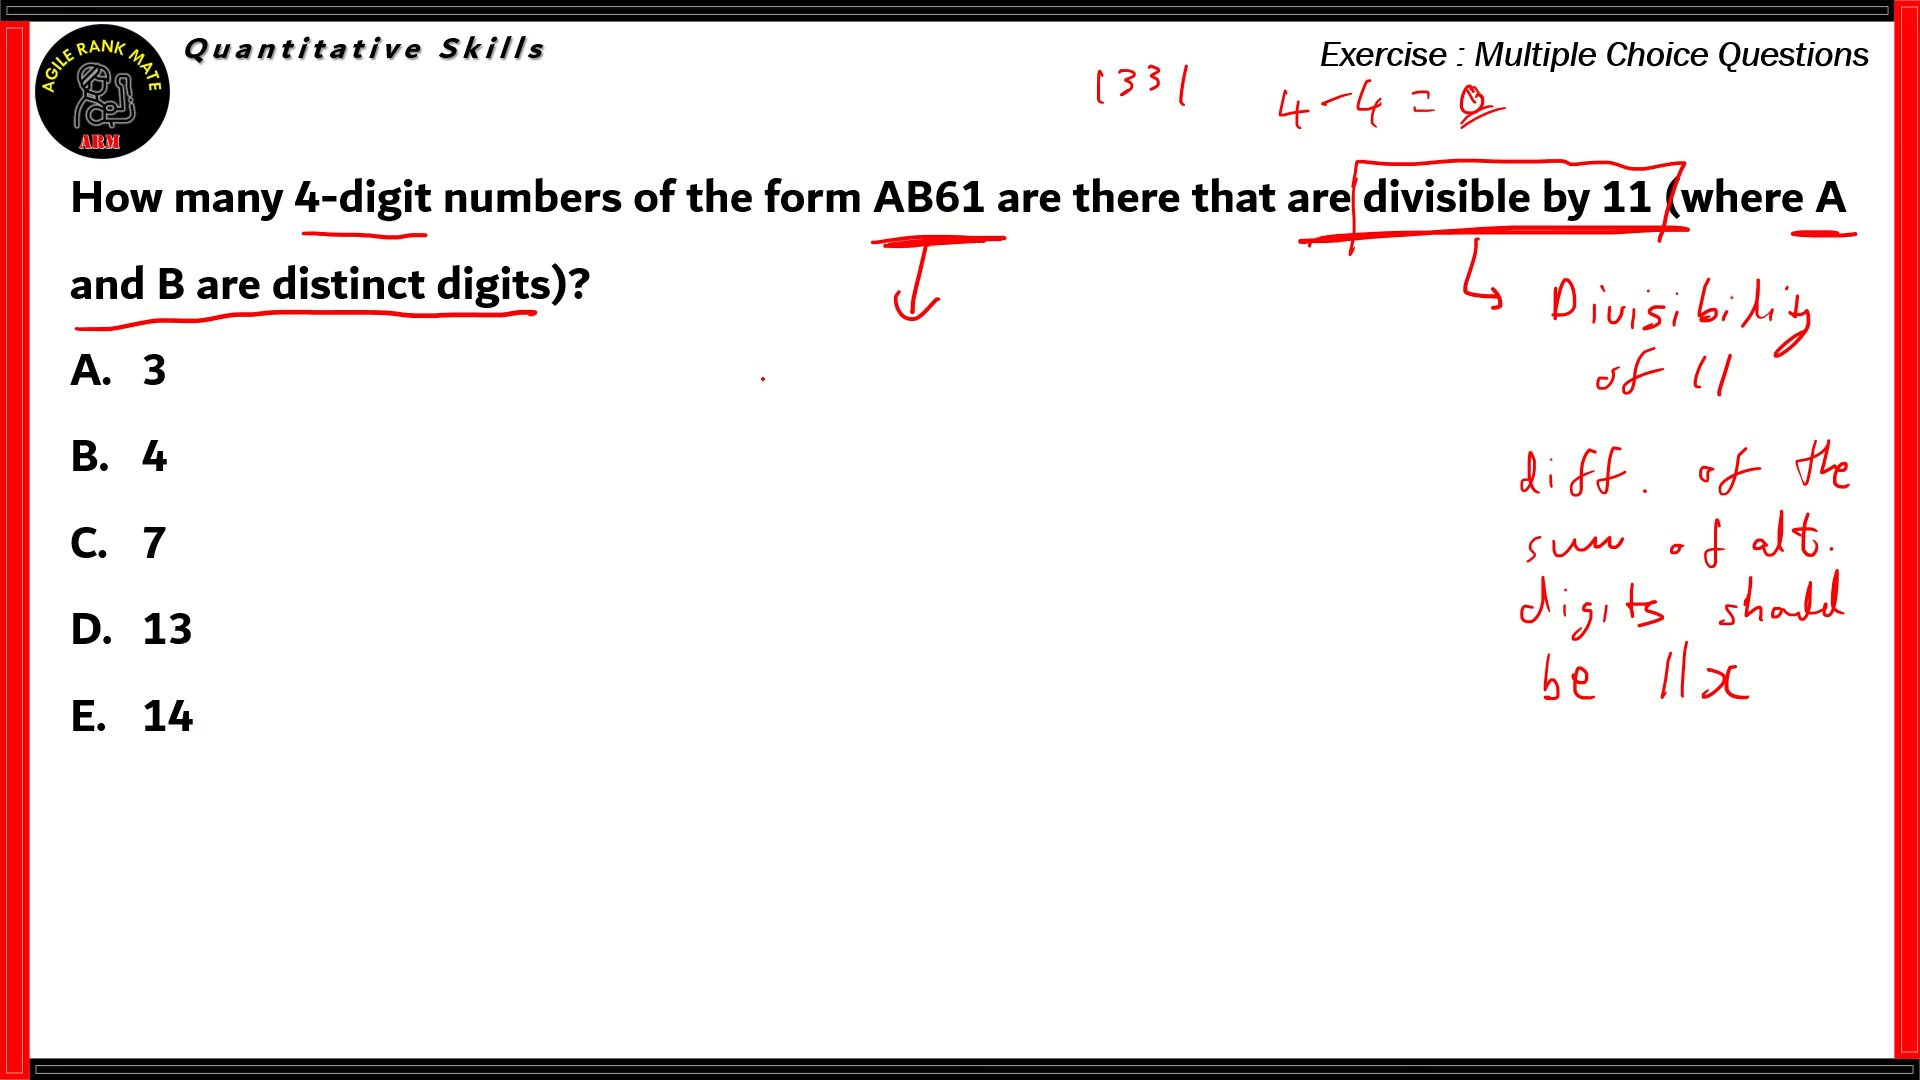 AGILE RANK MATE
ARM
Quantitative Skills
Exercise : Multiple Choice Questions
1331
4-4 = 0
How many 4-digit numbers of the form AB61 are there that are divisible by 11 (where A
and B are distinct digits)?
Divisibility
of 11
A. 3
B. 4
diff. of the
sum of alt.
C. 7
digits should
D. 13
be 11x
E. 14